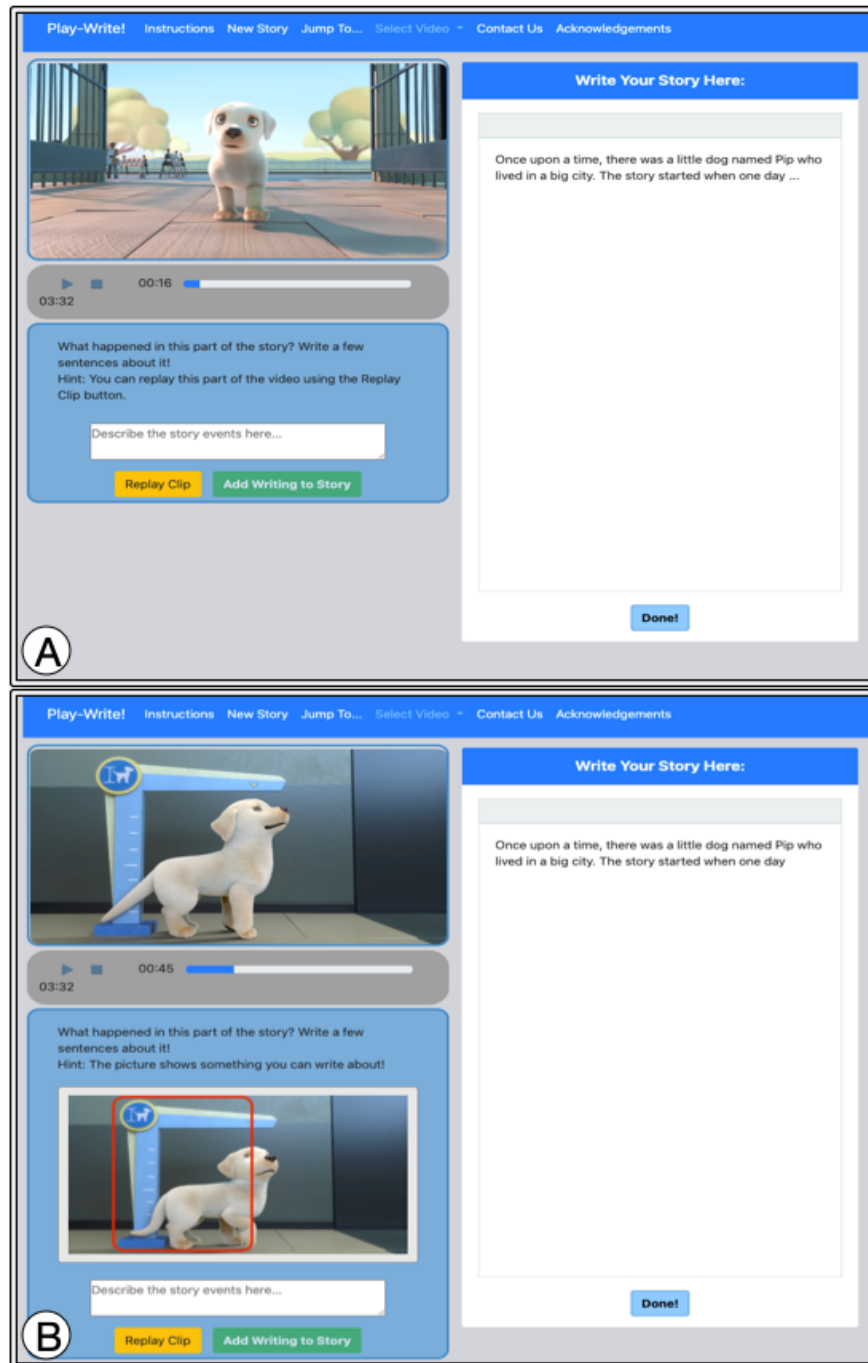 Play-Write! Instructions New Story Jump To... Select Video Contact Us Acknowledgements
Write Your Story Here:
Once upon a time, there was a little dog named Pip who
lived in a big city. The story started when one day ...
00:16
03:32
What happened in this part of the story? Write a few
sentences about it!
Hint: You can replay this part of the video using the Replay
Clip button.
Describe the story events here...
Replay Clip Add Writing to Story
Done!
A
Play-Write! Instructions New Story Jump To... Select Video Contact Us Acknowledgements
Write Your Story Here:
Once upon a time, there was a little dog named Pip who
lived in a big city. The story started when one day
00:45
03:32
What happened in this part of the story? Write a few
sentences about it!
Hint: The picture shows something you can write about!
Describe the story events here...
Replay Clip Add Writing to Story
Done!
B